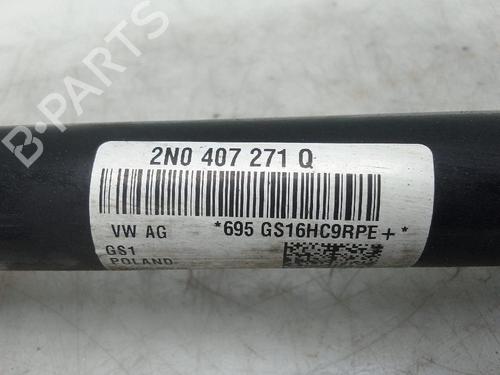 2N0 407 271 Q
VW AG *695 GS16HC9RPE+*
GS1
POLAND
B-PARTS